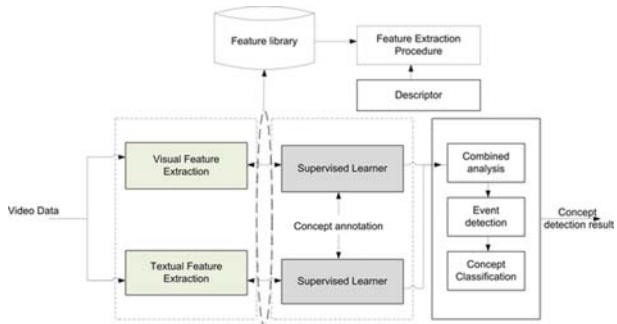 Feature library
Feature Extraction
Procedure
Descriptor
Visual Feature
Extraction
Supervised Learner
Combined
analysis
Video Data
Concept annotation
Event
detection
Concept
detection result
Textual Feature
Extraction
Supervised Learner
Concept
Classification